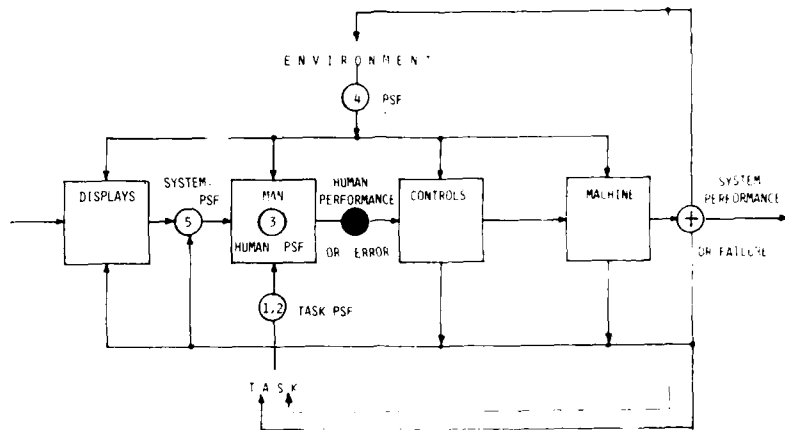 ENVIRONMENT
4
PSF
DISPLAYS
SYSTEM.
PSF
5
MAN
3
HUMAN PSF
HUMAN
PERFORMANCE
OR ERROR
CONTROLS
MACHINE
+
SYSTEM
PERFORMANCE
OR FAILURE
1,2
TASK PSF
TASK